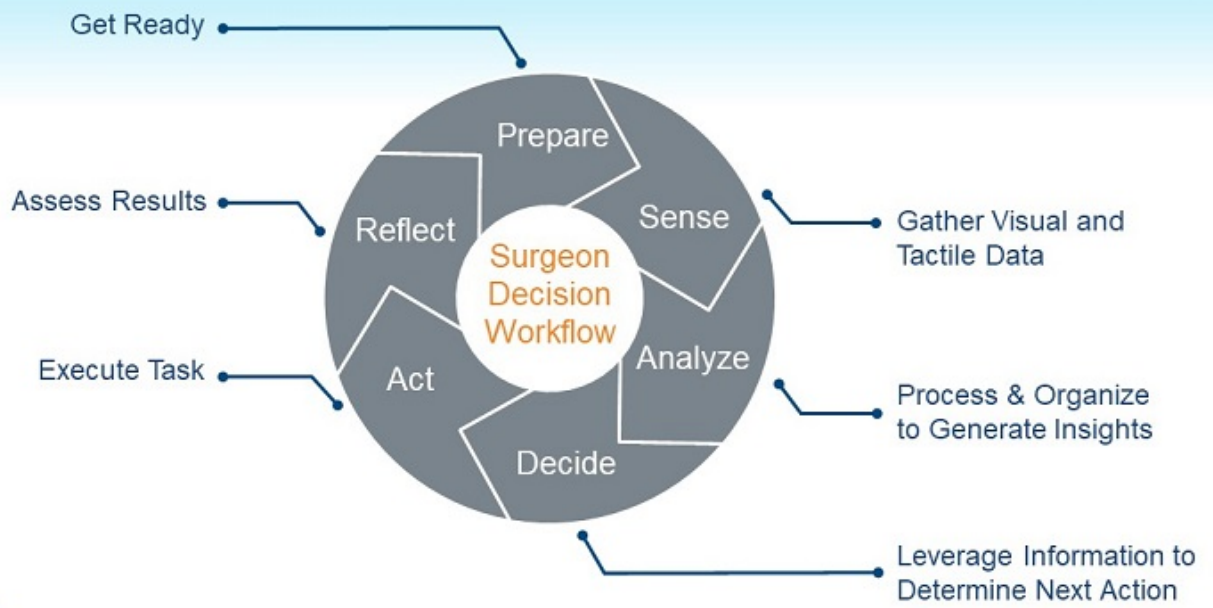 Get Ready
Prepare
Sense
Gather Visual and
Tactile Data
Analyze
Process & Organize
to Generate Insights
Decide
Leverage Information to
Determine Next Action
Act
Execute Task
Reflect
Assess Results
Surgeon
Decision
Workflow